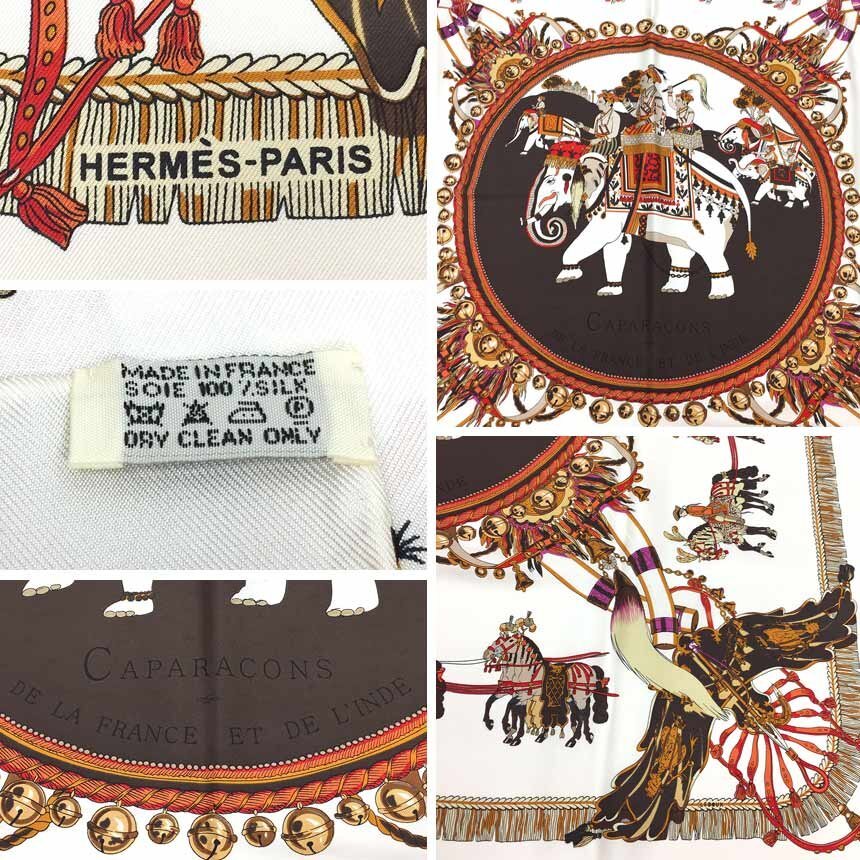 HERMÈS-PARIS
CAPARAÇONS
DE LA FRANCE ET DE L'INDE
MADE IN FRANCE
SOIE 100 % SILK
P
DRY CLEAN ONLY
CAPARAÇONS
DE LA FRANCE ET DE L'INDE
INDE